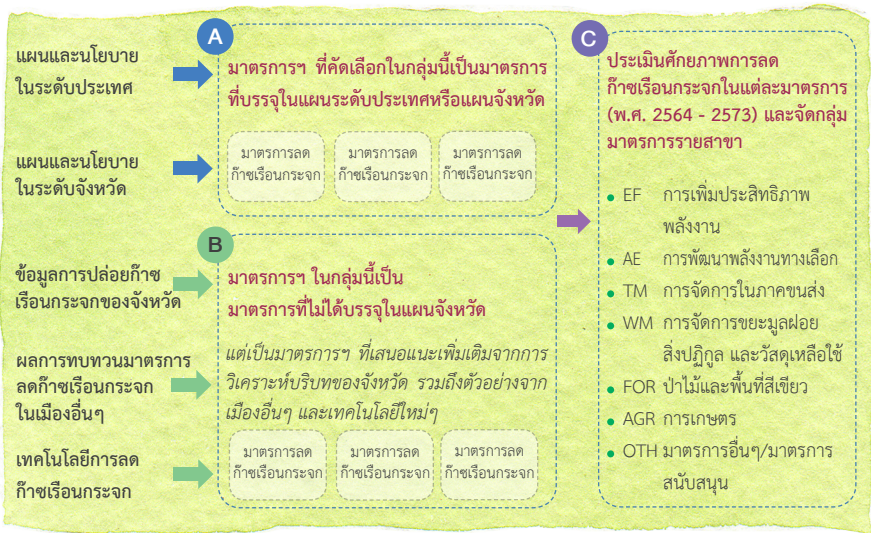 แผนและนโยบาย
ในระดับประเทศ
แผนและนโยบาย
ในระดับจังหวัด
ข้อมูลการปล่อยก๊าซ
เรือนกระจกของจังหวัด
ผลการทบทวนมาตรการ
ลดก๊าซเรือนกระจก
ในเมืองอื่นๆ
เทคโนโลยีการลด
ก๊าซเรือนกระจก
A
มาตรการฯ ที่คัดเลือกในกลุ่มนี้เป็นมาตรการ
ที่บรรจุในแผนระดับประเทศหรือแผนจังหวัด
มาตรการลด
ก๊าซเรือนกระจก
มาตรการลด
ก๊าซเรือนกระจก
มาตรการลด
ก๊าซเรือนกระจก
B
มาตรการฯ ในกลุ่มนี้เป็น
มาตรการที่ไม่ได้บรรจุในแผนจังหวัด
แต่เป็นมาตรการฯ ที่เสนอแนะเพิ่มเติมจากการ
วิเคราะห์บริบทของจังหวัด รวมถึงตัวอย่างจาก
เมืองอื่นๆ และเทคโนโลยีใหม่ๆ
มาตรการลด
ก๊าซเรือนกระจก
มาตรการลด
ก๊าซเรือนกระจก
มาตรการลด
ก๊าซเรือนกระจก
C
ประเมินศักยภาพการลด
ก๊าซเรือนกระจกในแต่ละมาตรการ
(พ.ศ. 2564 - 2573) และจัดกลุ่ม
มาตรการรายสาขา
• EF การเพิ่มประสิทธิภาพ
พลังงาน
• AE การพัฒนาพลังงานทางเลือก
• TM การจัดการในภาคขนส่ง
• WM การจัดการขยะมูลฝอย
สิ่งปฏิกูล และวัสดุเหลือใช้
• FOR ป่าไม้และพื้นที่สีเขียว
• AGR การเกษตร
• OTH มาตรการอื่นๆ/มาตรการ
สนับสนุน